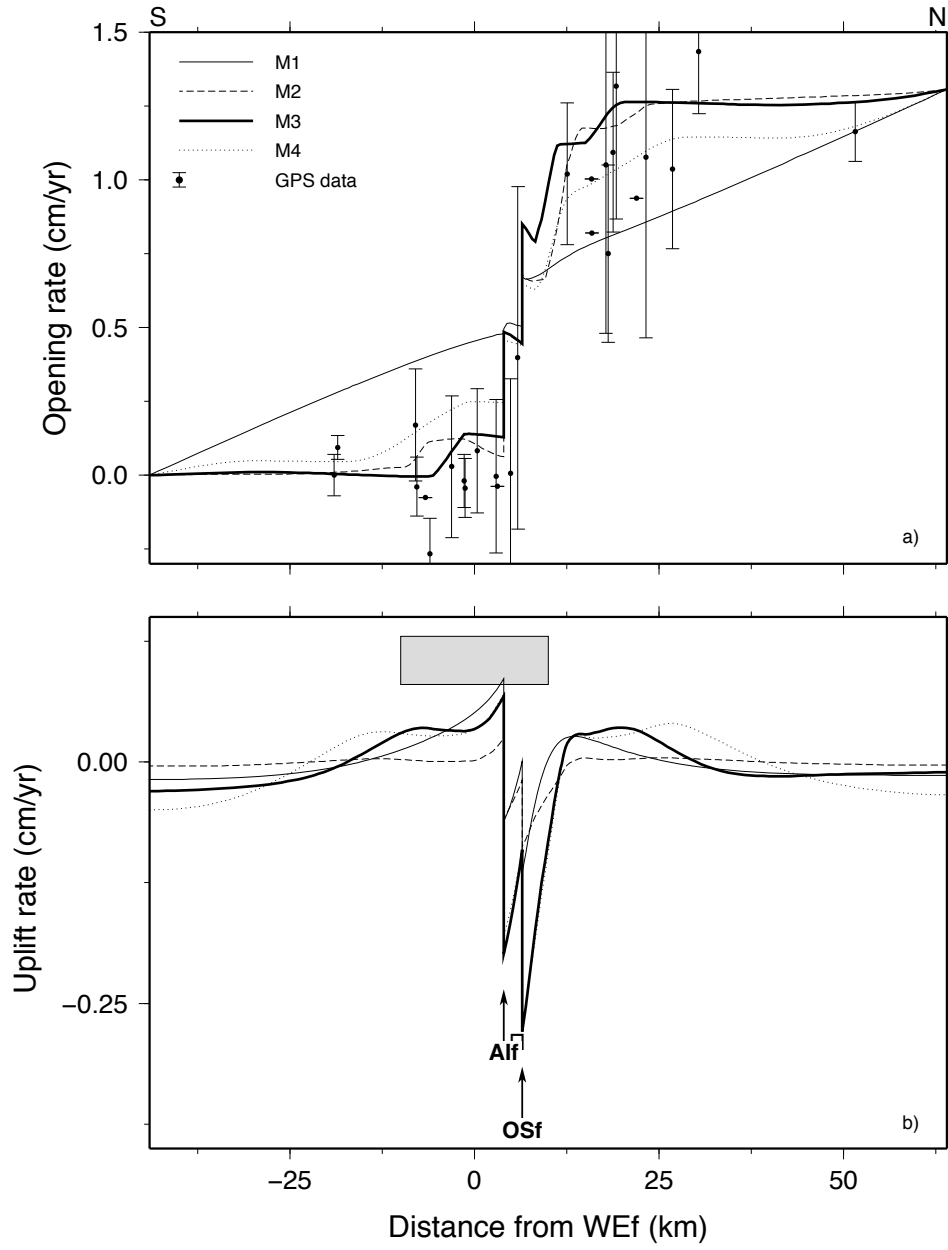 S N
1.5
M1
M2
M3
M4
GPS data
1.0
0.5
0.0
Opening rate (cm/yr)
a)
0.00
−0.25
Uplift rate (cm/yr)
AIf
OSf
b)
−25 0 25 50
Distance from WEf (km)